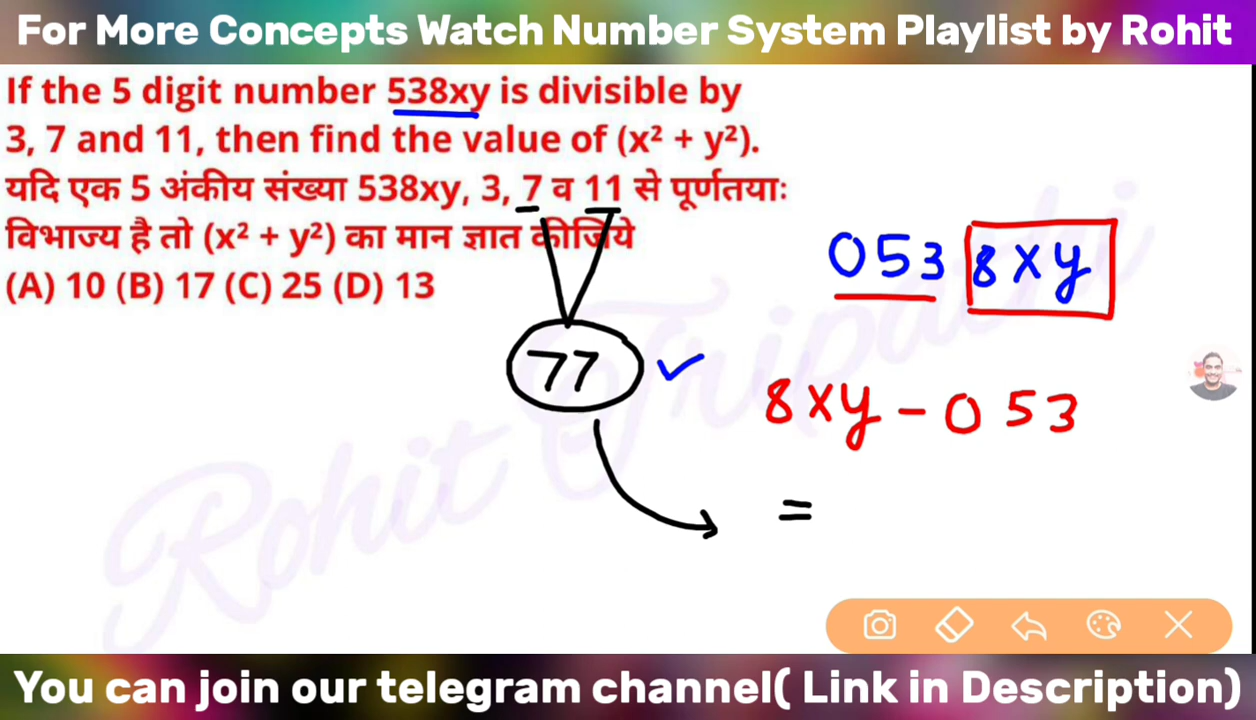 For More Concepts Watch Number System Playlist by Rohit
If the 5 digit number 538xy is divisible by
3, 7 and 11, then find the value of (x² + y²).
यदि एक 5 अंकीय संख्या 538xy, 3, 7 व 11 से पूर्णतयाः
विभाज्य है तो (x² + y²) का मान ज्ञात कीजिये
(A) 10 (B) 17 (C) 25 (D) 13
053 8xy
77
8xy - 053
=
Rohit Tripathi
You can join our telegram channel( Link in Description)